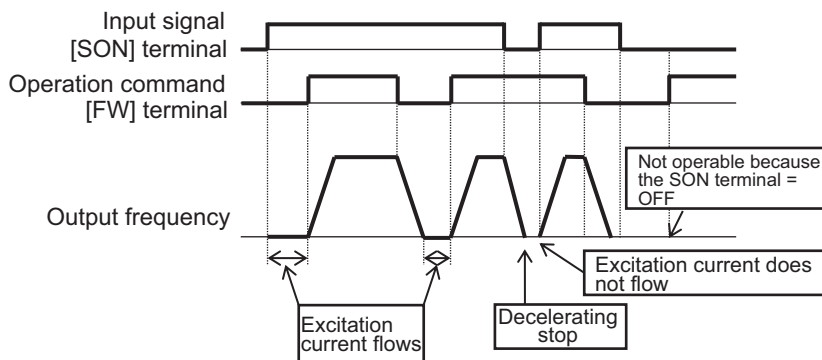 Input signal
[SON] terminal
Operation command
[FW] terminal
Not operable because
the SON terminal =
OFF
Output frequency
Excitation current does
not flow
Excitation
current flows
Decelerating
stop